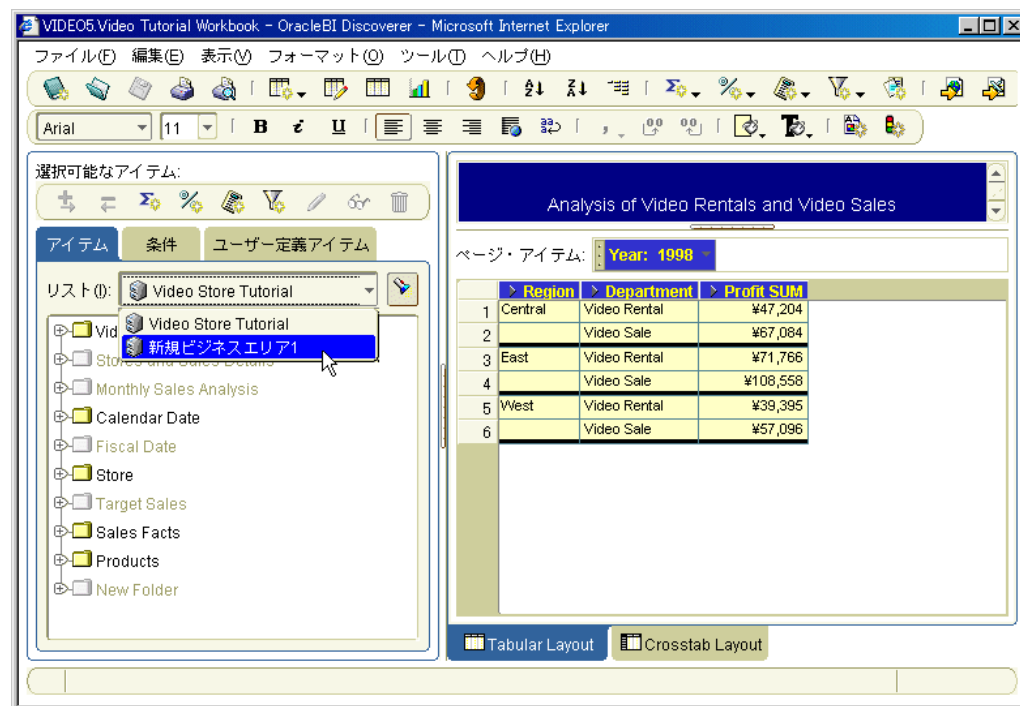 VIDEO5.Video Tutorial Workbook - OracleBI Discoverer - Microsoft Internet Explorer
ファイル(F) 編集(E) 表示(V) フォーマット(O) ツール(T) ヘルプ(H)
Arial 11 B i U
選択可能なアイテム:
アイテム 条件 ユーザー定義アイテム
リスト(I): Video Store Tutorial
Video Store Tutorial
新規ビジネスエリア1
Vid
Stores and Sales Details
Monthly Sales Analysis
Calendar Date
Fiscal Date
Store
Target Sales
Sales Facts
Products
New Folder
Analysis of Video Rentals and Video Sales
ページ・アイテム: Year: 1998
Region Department Profit SUM
1 Central Video Rental ¥47,204
2 Video Sale ¥67,084
3 East Video Rental ¥71,766
4 Video Sale ¥108,558
5 West Video Rental ¥39,395
6 Video Sale ¥57,096
Tabular Layout Crosstab Layout